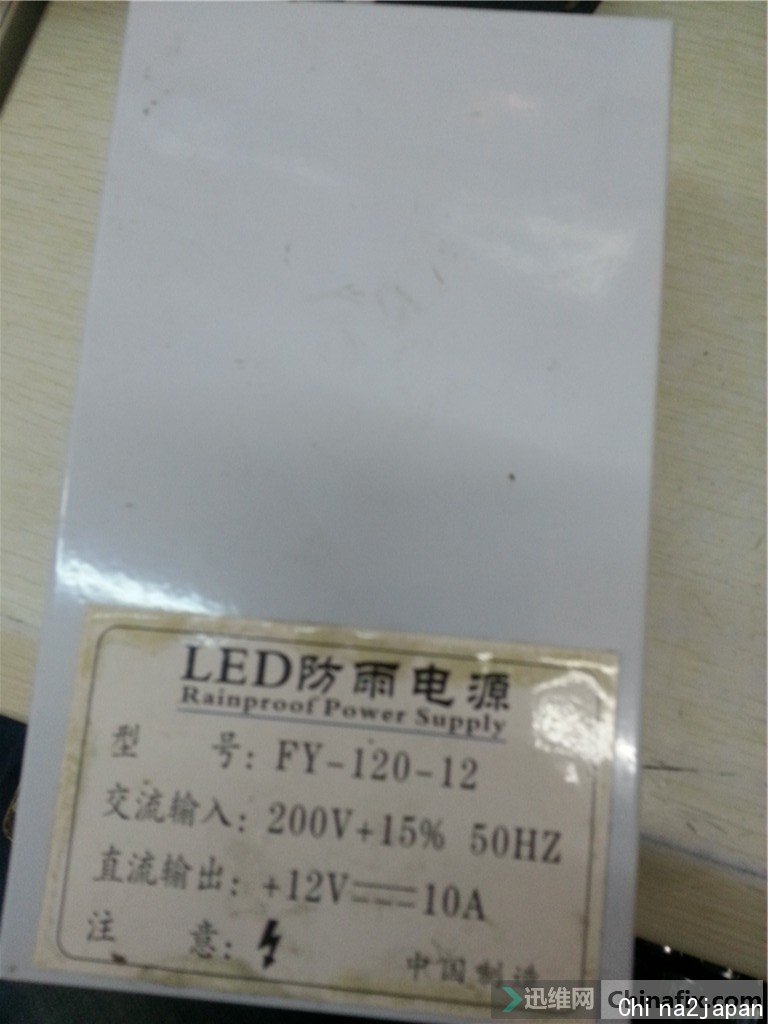 LED防雨电源
Rainproof Power Supply
型 号: FY-120-12
交流输入: 200V+15% 50HZ
直流输出: +12V⎓10A
注 意:
中国制造
迅维网 Chinafix.com
Chi na2japan